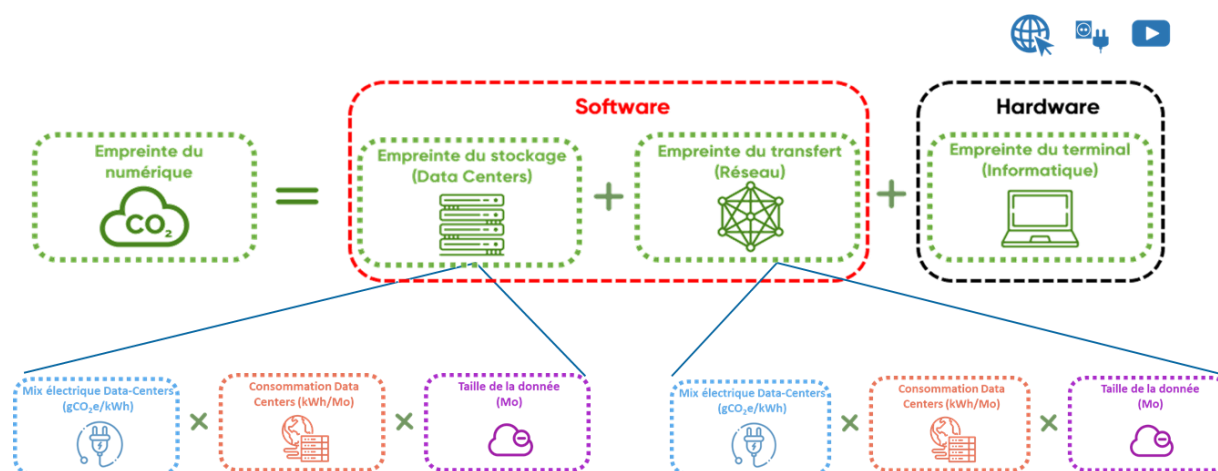 Software
Hardware
Empreinte du
numérique
CO₂
=
Empreinte du stockage
(Data Centers)
+
Empreinte du transfert
(Réseau)
+
Empreinte du terminal
(Informatique)
Mix électrique Data-Centers
(gCO₂e/kWh)
×
Consommation Data
Centers (kWh/Mo)
×
Taille de la donnée
(Mo)
Mix électrique Data-Centers
(gCO₂e/kWh)
×
Consommation Data
Centers (kWh/Mo)
×
Taille de la donnée
(Mo)